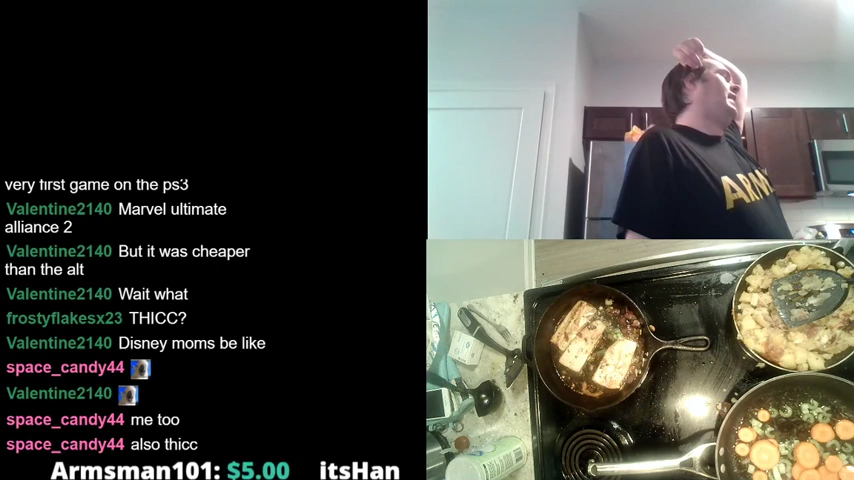 very first game on the ps3
Valentine2140 Marvel ultimate
alliance 2
Valentine2140 But it was cheaper
than the alt
Valentine2140 Wait what
frostyflakesx23 THICC?
Valentine2140 Disney moms be like
space_candy44
Valentine2140
space_candy44 me too
space_candy44 also thicc
Armsman101: $5.00 itsHan
ARM